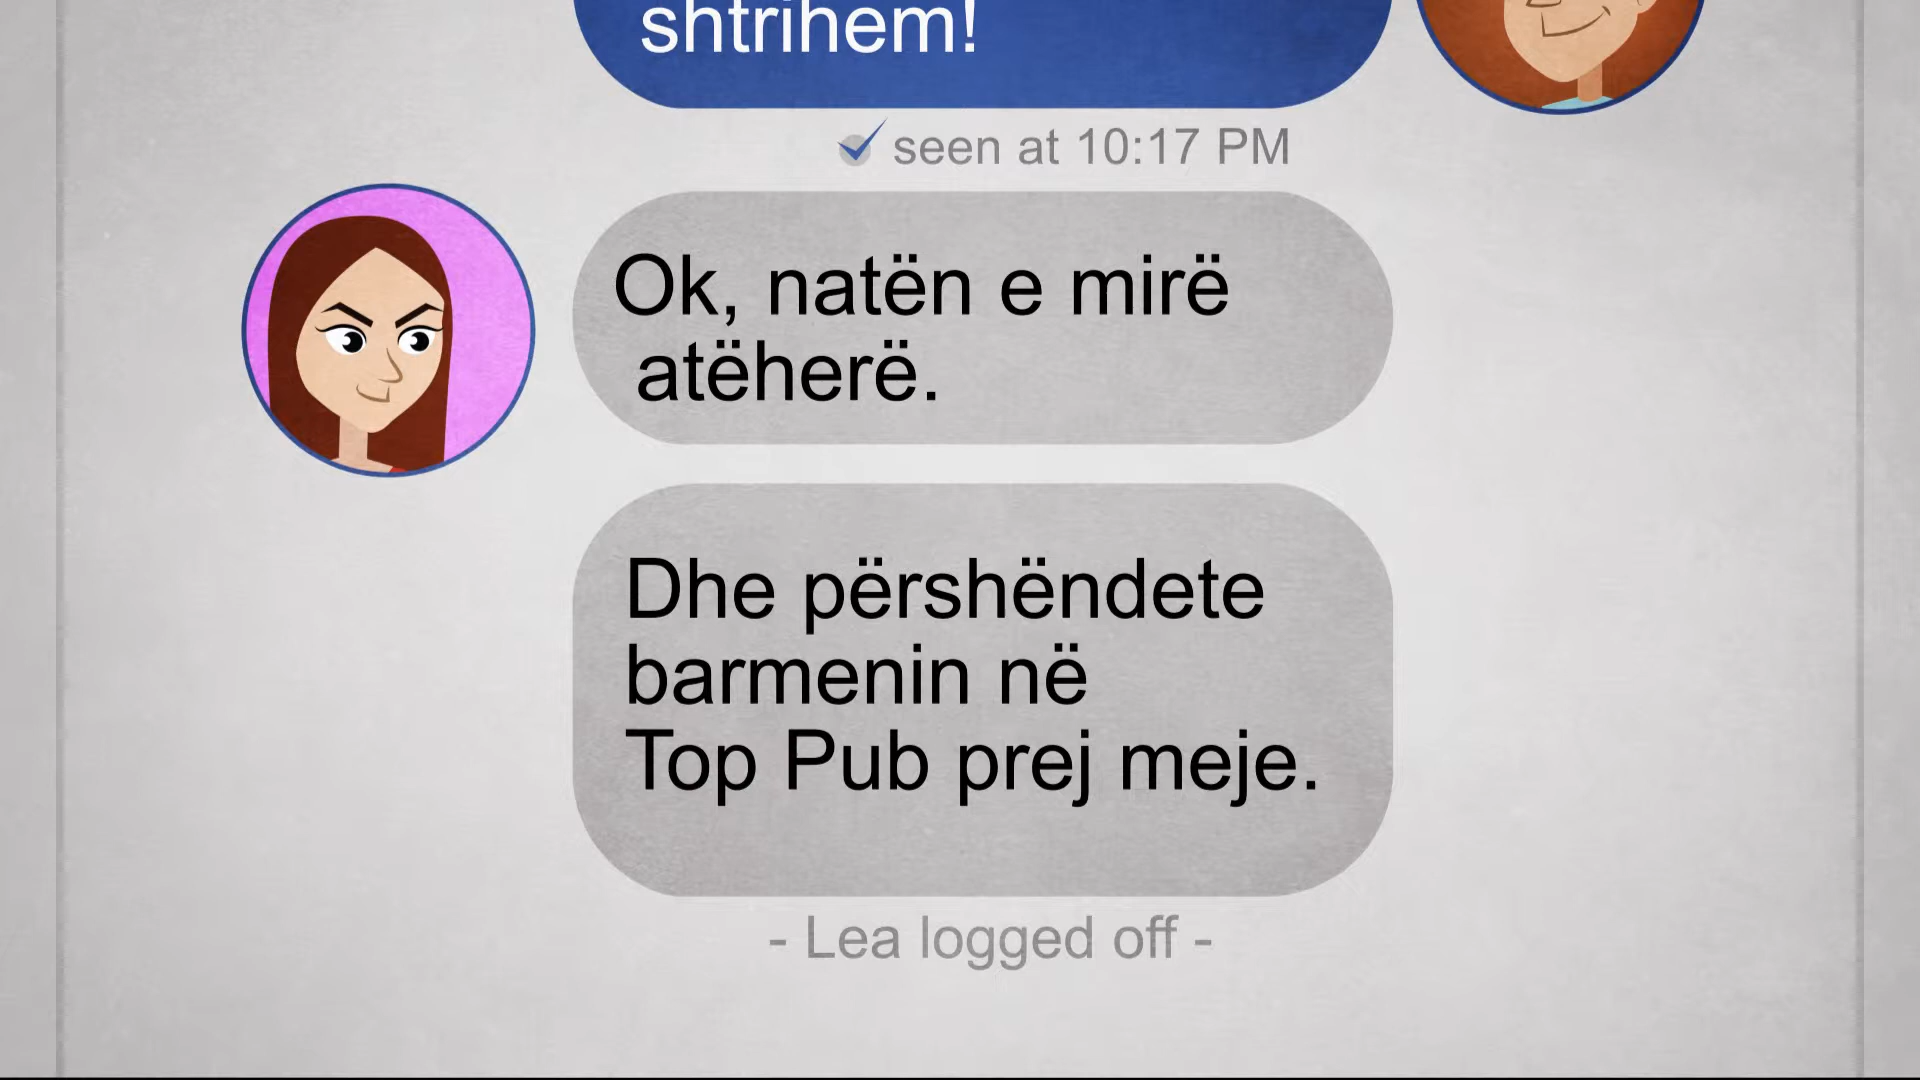 shtrihem!
seen at 10:17 PM
Ok, natën e mirë
atëherë.
Dhe përshëndete
barmenin në
Top Pub prej meje.
- Lea logged off -